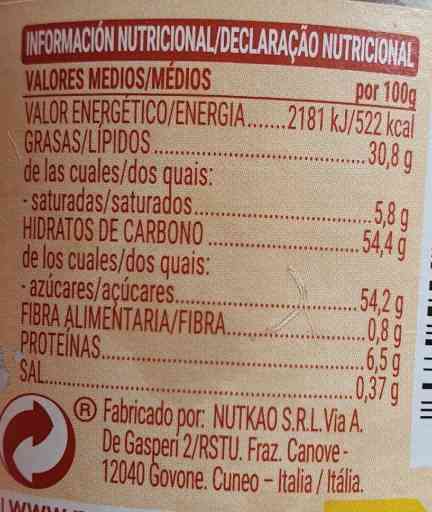 INFORMACIÓN NUTRICIONAL/DECLARAÇÃO NUTRICIONAL
VALORES MEDIOS/MÉDIOS por 100g
VALOR ENERGÉTICO/ENERGIA.......2181 kJ/522 kcal
GRASAS/LÍPIDOS..............................30,8 g
de las cuales/dos quais:
- saturadas/saturados..........................5,8 g
HIDRATOS DE CARBONO......................54,4 g
de los cuales/dos quais:
- azúcares/açúcares..........................54,2 g
FIBRA ALIMENTARIA/FIBRA..................0,8 g
PROTEÍNAS.....................................6,5 g
SAL.............................................0,37 g
® Fabricado por: NUTKAO S.R.L. Via A.
De Gasperi 2/RSTU. Fraz. Canove -
12040 Govone. Cuneo – Italia / Itália.